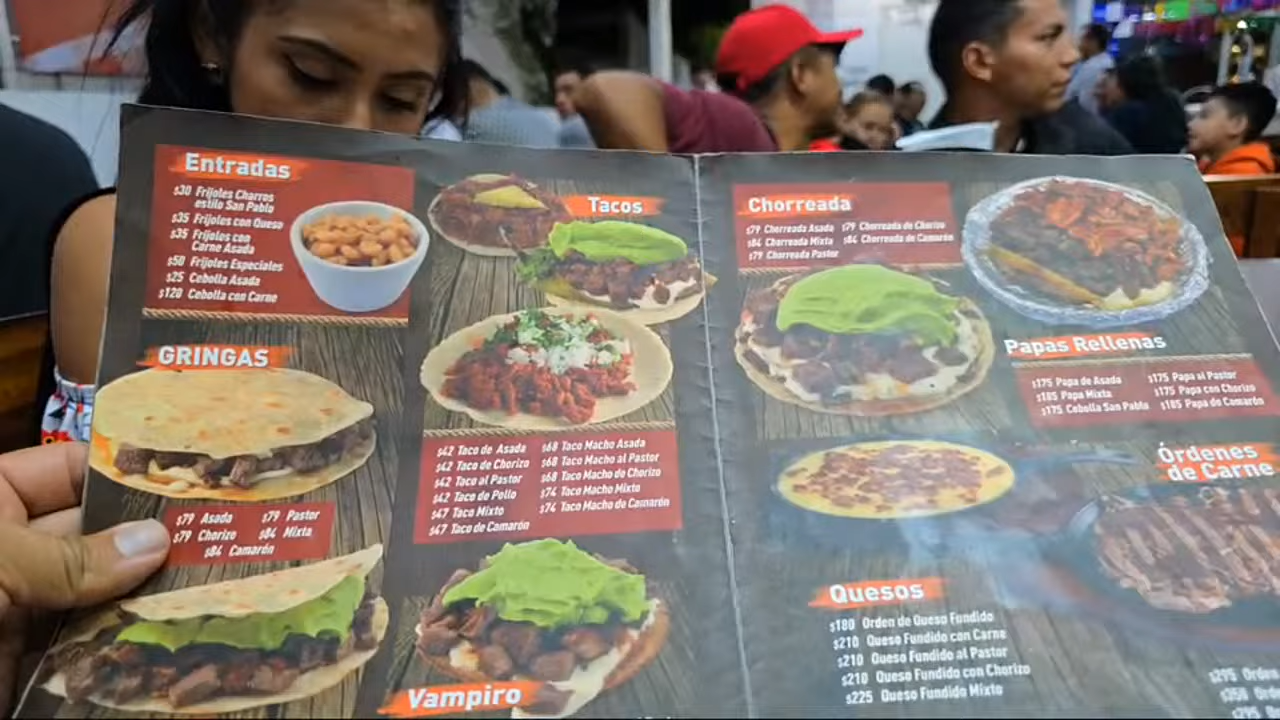 Entradas
$30 Frijoles Charros
estilo San Pablo
$35 Frijoles con Queso
$35 Frijoles con
Carne Asada
$50 Frijoles Especiales
$25 Cebolla Asada
$120 Cebolla con Carne
GRINGAS
$79 Asada $79 Pastor
$79 Chorizo $84 Mixta
$84 Camarón
Tacos
$42 Taco de Asada $68 Taco Macho Asada
$42 Taco de Chorizo $68 Taco Macho al Pastor
$42 Taco al Pastor $68 Taco Macho de Chorizo
$42 Taco de Pollo $74 Taco Macho Mixto
$47 Taco Mixto $74 Taco Macho de Camarón
$47 Taco de Camarón
Vampiro
Chorreada
$79 Chorreada Asada $79 Chorreada de Chorizo
$84 Chorreada Mixta $84 Chorreada de Camarón
$79 Chorreada Pastor
Papas Rellenas
$175 Papa de Asada $175 Papa al Pastor
$185 Papa Mixta $175 Papa con Chorizo
$175 Cebolla San Pablo $185 Papa de Camarón
Órdenes
de Carne
Quesos
$180 Orden de Queso Fundido
$210 Queso Fundido con Carne
$210 Queso Fundido al Pastor
$210 Queso Fundido con Chorizo
$225 Queso Fundido Mixto
$295 Orden
$350
$295